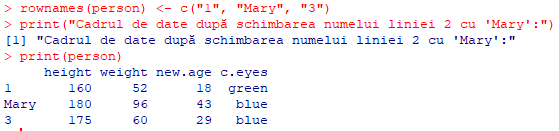 > rownames(person) <- c("1", "Mary", "3")
> print("Cadrul de date după schimbarea numelui liniei 2 cu 'Mary':")
[1] "Cadrul de date după schimbarea numelui liniei 2 cu 'Mary':"
> print(person)
     height weight new.age c.eyes
1       160     52      18  green
Mary    180     96      43   blue
3       175     60      29   blue